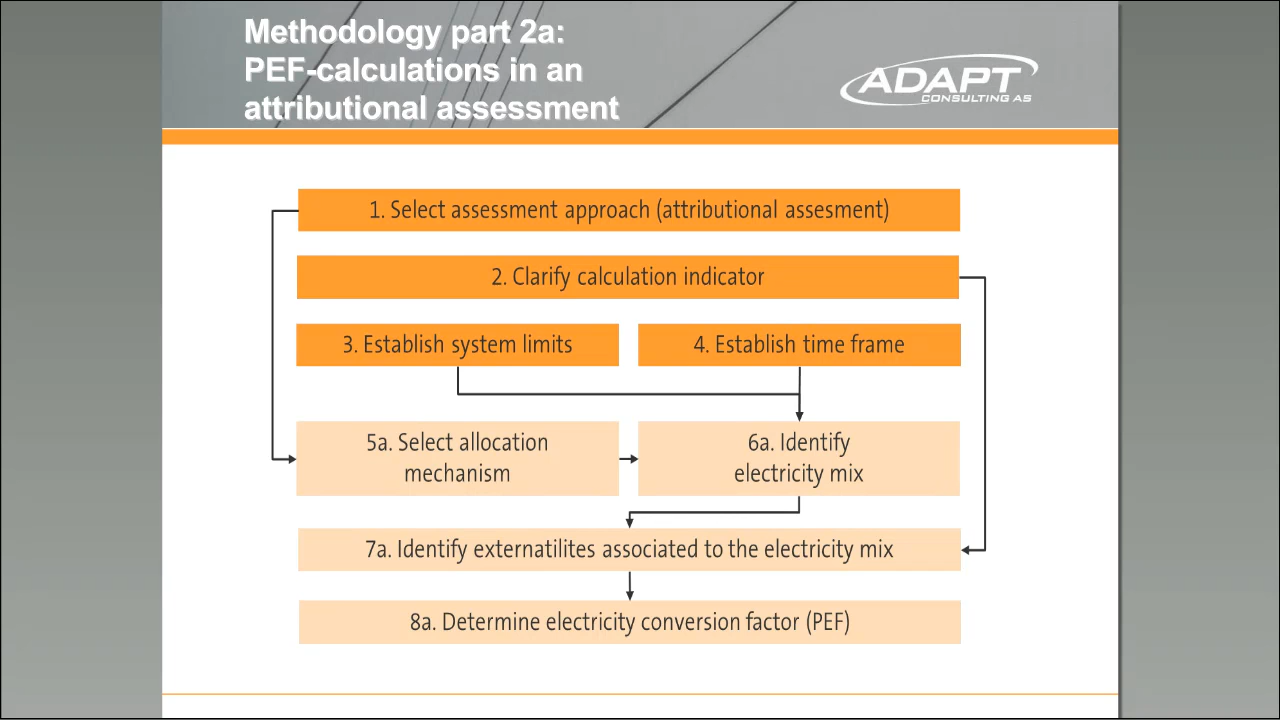 Methodology part 2a:
PEF-calculations in an
attributional assessment
ADAPT
CONSULTING AS
1. Select assessment approach (attributional assesment)
2. Clarify calculation indicator
3. Establish system limits
4. Establish time frame
5a. Select allocation
mechanism
6a. Identify
electricity mix
7a. Identify externatilites associated to the electricity mix
8a. Determine electricity conversion factor (PEF)